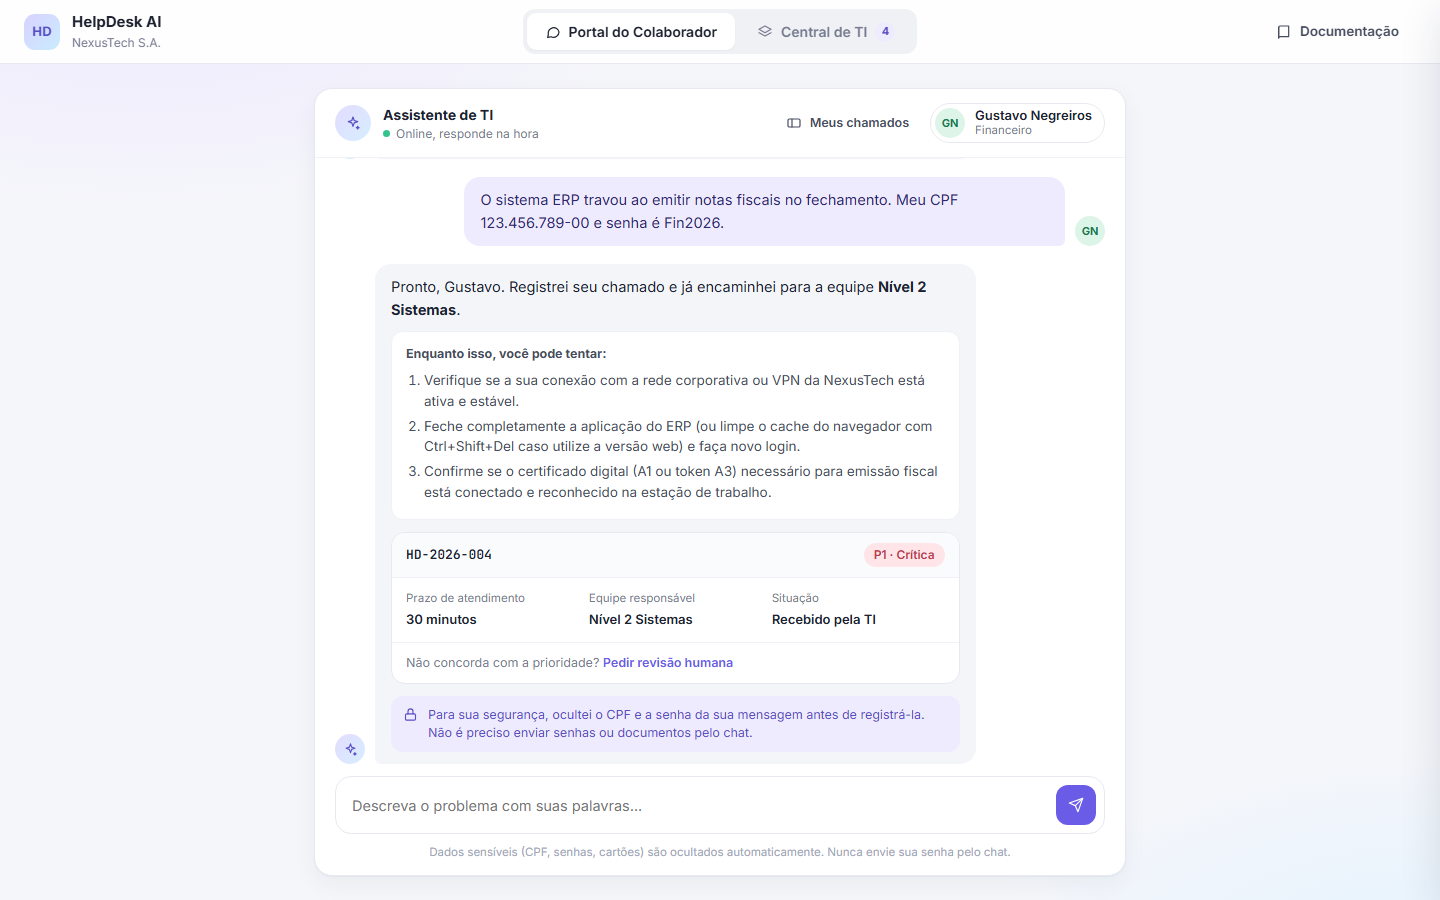 HD
HelpDesk AI
NexusTech S.A.
Portal do Colaborador
Central de TI
4
Documentação
Assistente de TI
Online, responde na hora
Meus chamados
GN
Gustavo Negreiros
Financeiro
O sistema ERP travou ao emitir notas fiscais no fechamento. Meu CPF
123.456.789-00 e senha é Fin2026.
GN
Pronto, Gustavo. Registrei seu chamado e já encaminhei para a equipe Nível 2
Sistemas.
Enquanto isso, você pode tentar:
1. Verifique se a sua conexão com a rede corporativa ou VPN da NexusTech está
ativa e estável.
2. Feche completamente a aplicação do ERP (ou limpe o cache do navegador com
Ctrl+Shift+Del caso utilize a versão web) e faça novo login.
3. Confirme se o certificado digital (A1 ou token A3) necessário para emissão fiscal
está conectado e reconhecido na estação de trabalho.
HD-2026-004
P1 · Crítica
Prazo de atendimento
30 minutos
Equipe responsável
Nível 2 Sistemas
Situação
Recebido pela TI
Não concorda com a prioridade? Pedir revisão humana
Para sua segurança, ocultei o CPF e a senha da sua mensagem antes de registrá-la.
Não é preciso enviar senhas ou documentos pelo chat.
Descreva o problema com suas palavras...
Dados sensíveis (CPF, senhas, cartões) são ocultados automaticamente. Nunca envie sua senha pelo chat.